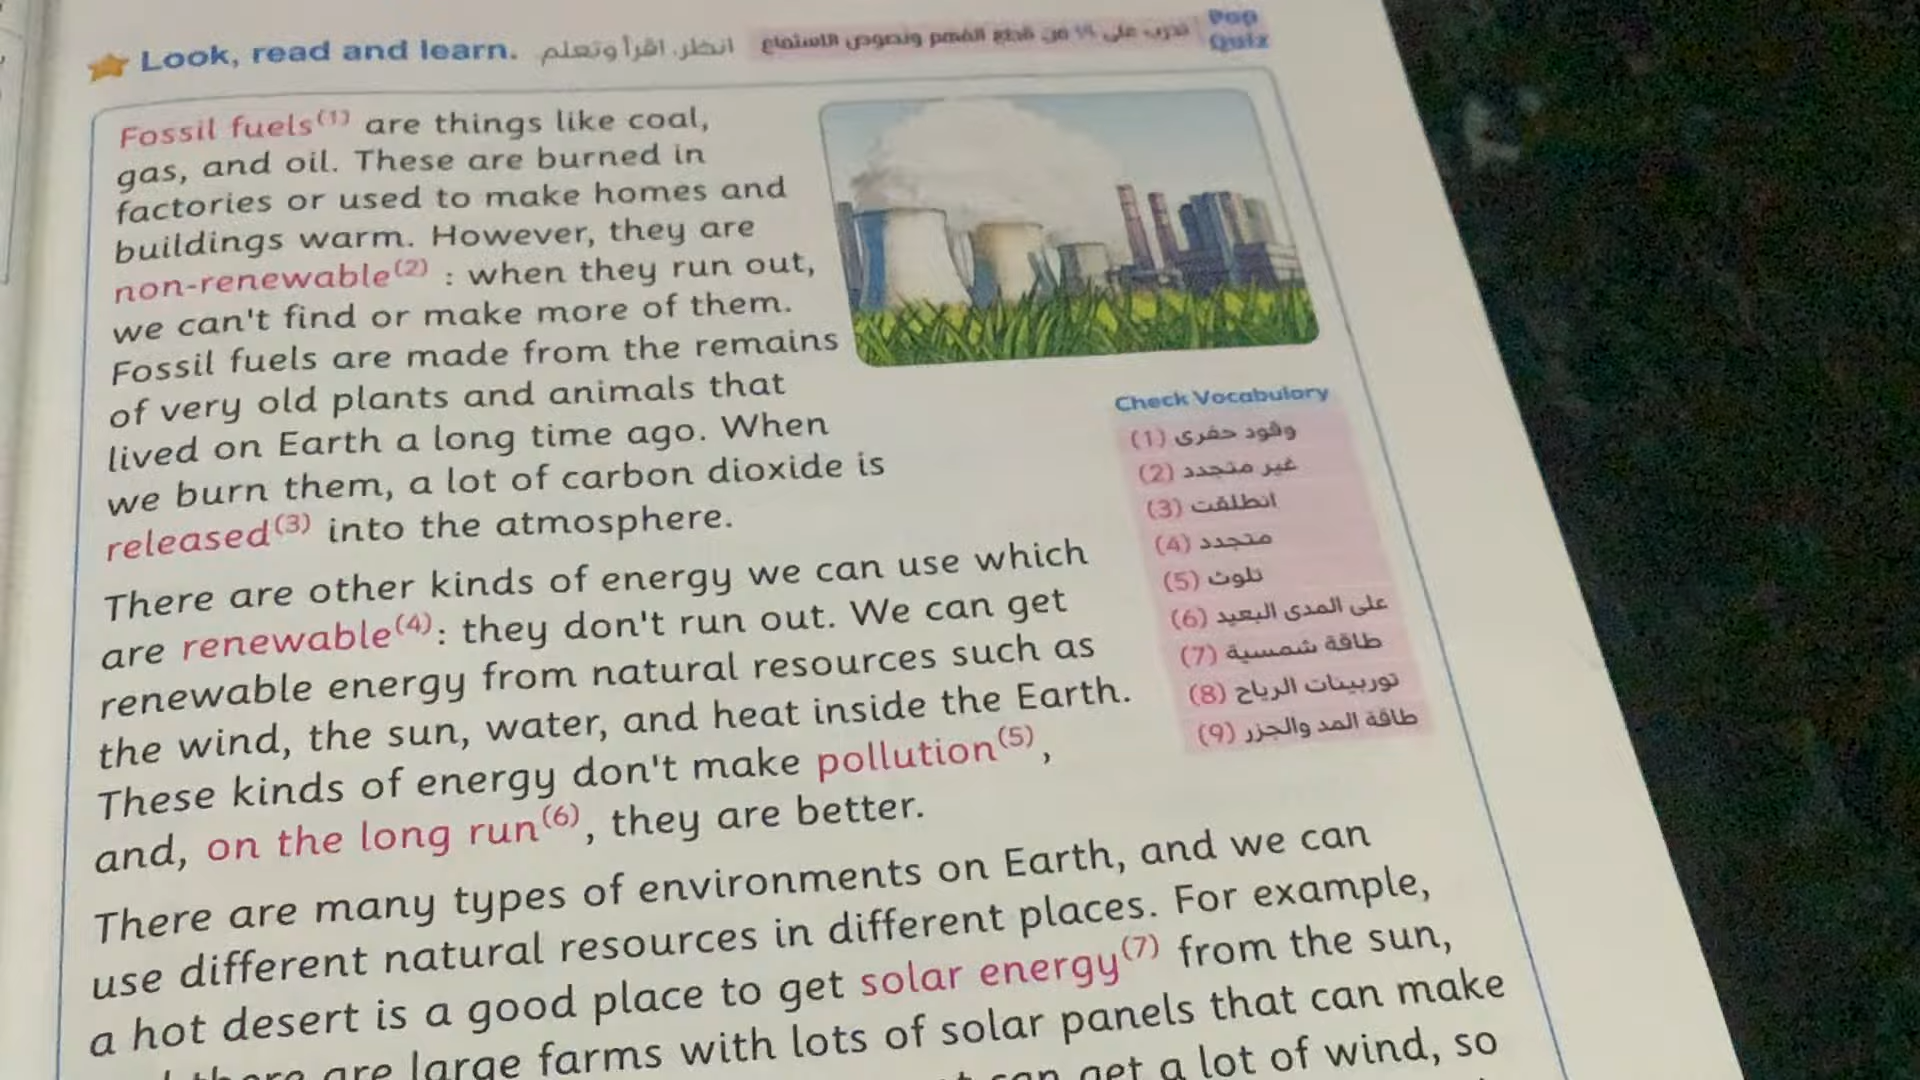 Look, read and learn. انظر، اقرأ وتعلم
تدرب على ١٩ من قطع الفهم ونصوص الاستماع
Pop
Quiz
Fossil fuels(1) are things like coal,
gas, and oil. These are burned in
factories or used to make homes and
buildings warm. However, they are
non-renewable(2) : when they run out,
we can't find or make more of them.
Fossil fuels are made from the remains
of very old plants and animals that
lived on Earth a long time ago. When
we burn them, a lot of carbon dioxide is
released(3) into the atmosphere.
There are other kinds of energy we can use which
are renewable(4): they don't run out. We can get
renewable energy from natural resources such as
the wind, the sun, water, and heat inside the Earth.
These kinds of energy don't make pollution(5),
and, on the long run(6), they are better.
There are many types of environments on Earth, and we can
use different natural resources in different places. For example,
a hot desert is a good place to get solar energy(7) from the sun,
there are large farms with lots of solar panels that can make
can get a lot of wind, so
Check Vocabulary
(1) وقود حفرى
(2) غير متجدد
(3) انطلقت
(4) متجدد
(5) تلوث
(6) على المدى البعيد
(7) طاقة شمسية
(8) توربينات الرياح
(9) طاقة المد والجزر